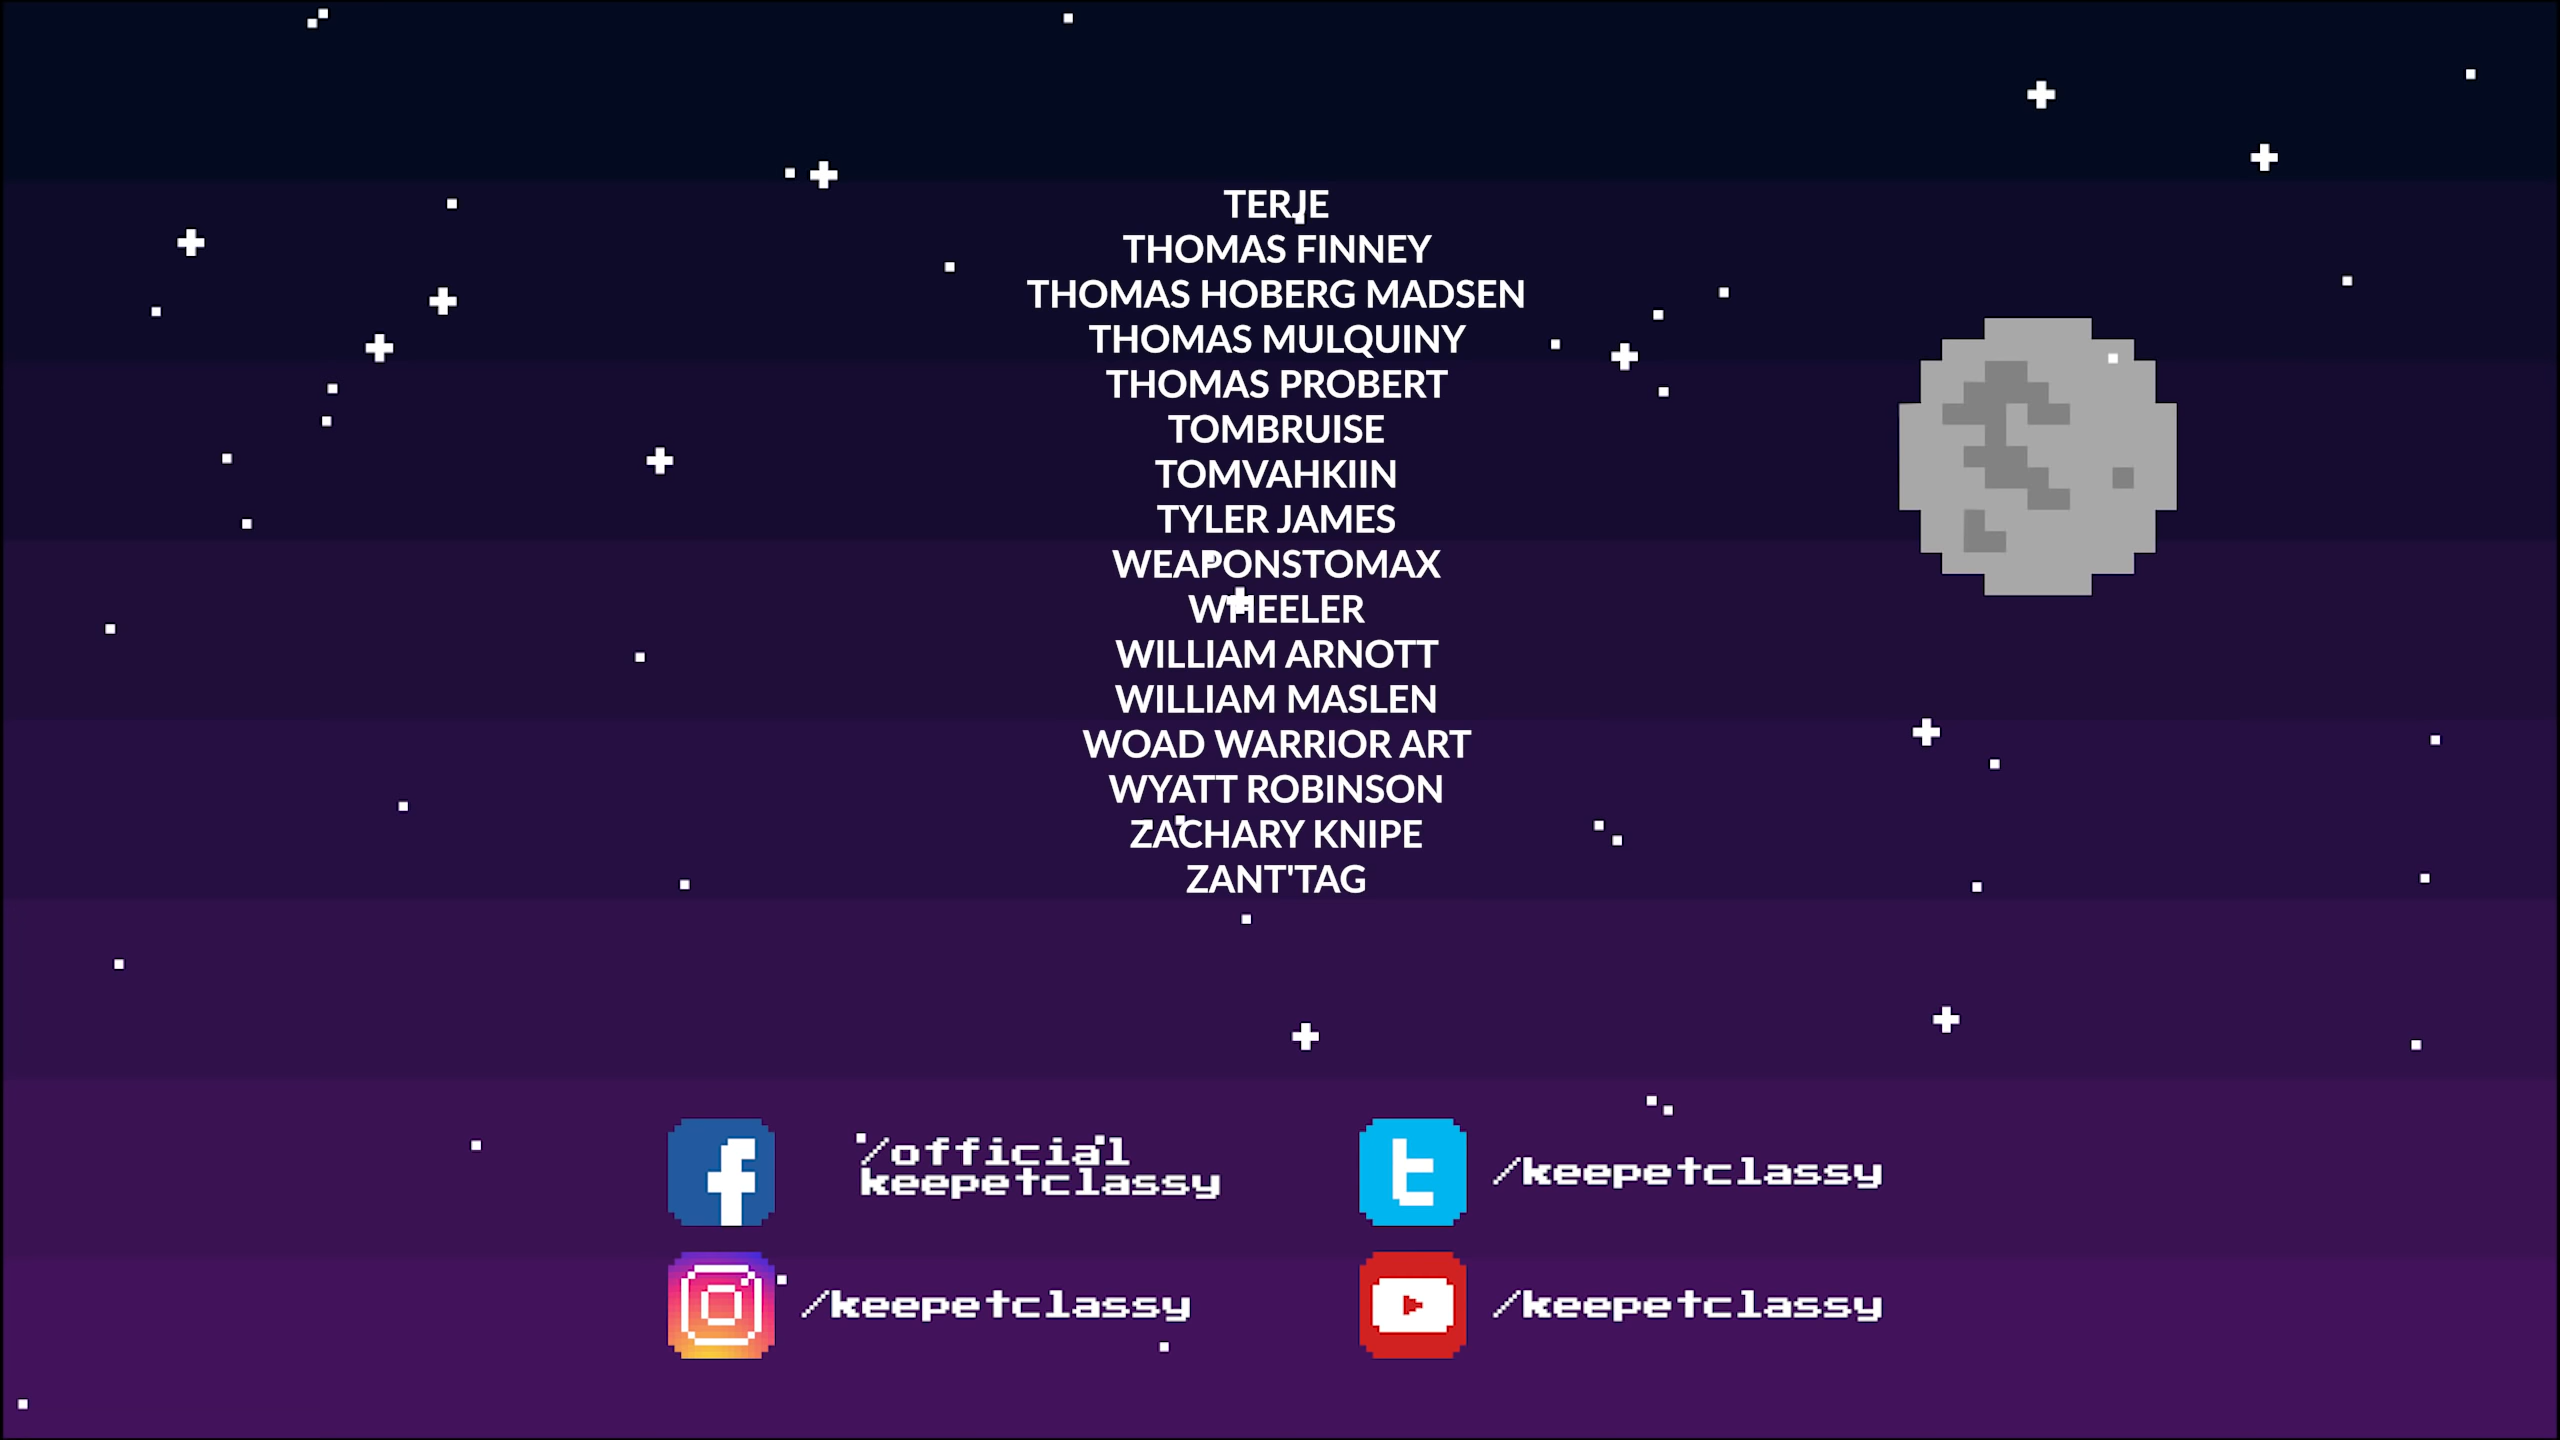 TERJE
THOMAS FINNEY
THOMAS HOBERG MADSEN
THOMAS MULQUINY
THOMAS PROBERT
TOMBRUISE
TOMVAHKIIN
TYLER JAMES
WEAPONSTOMAX
WHEELER
WILLIAM ARNOTT
WILLIAM MASLEN
WOAD WARRIOR ART
WYATT ROBINSON
ZACHARY KNIPE
ZANT'TAG
/official
keepetclassy
/keepetclassy
/keepetclassy
/keepetclassy